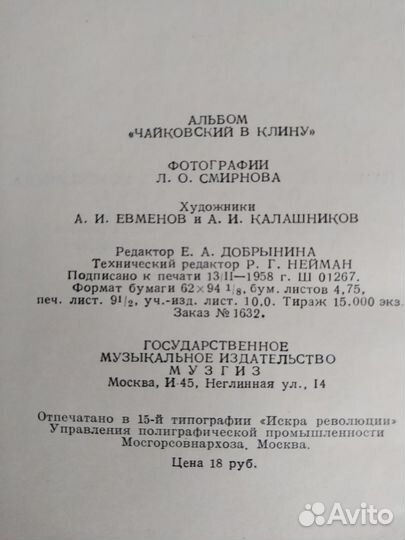 АЛЬБОМ
«ЧАЙКОВСКИЙ В КЛИНУ»
ФОТОГРАФИИ
Л. О. СМИРНОВА
Художники
А. И. ЕВМЕНОВ и А. И. КАЛАШНИКОВ
Редактор Е. А. ДОБРЫНИНА
Технический редактор Р. Г. НЕЙМАН
Подписано к печати 13/II—1958 г. Ш 01267.
Формат бумаги 62×94 1/8, бум. листов 4,75,
печ. лист. 9 1/2, уч.-изд. лист. 10,0. Тираж 15.000 экз.
Заказ № 1632.
ГОСУДАРСТВЕННОЕ
МУЗЫКАЛЬНОЕ ИЗДАТЕЛЬСТВО
МУЗГИЗ
Москва, И-45, Неглинная ул., 14
Отпечатано в 15-й типографии «Искра революции»
Управления полиграфической промышленности
Мосгорсовнархоза. Москва.
Цена 18 руб.
Avito